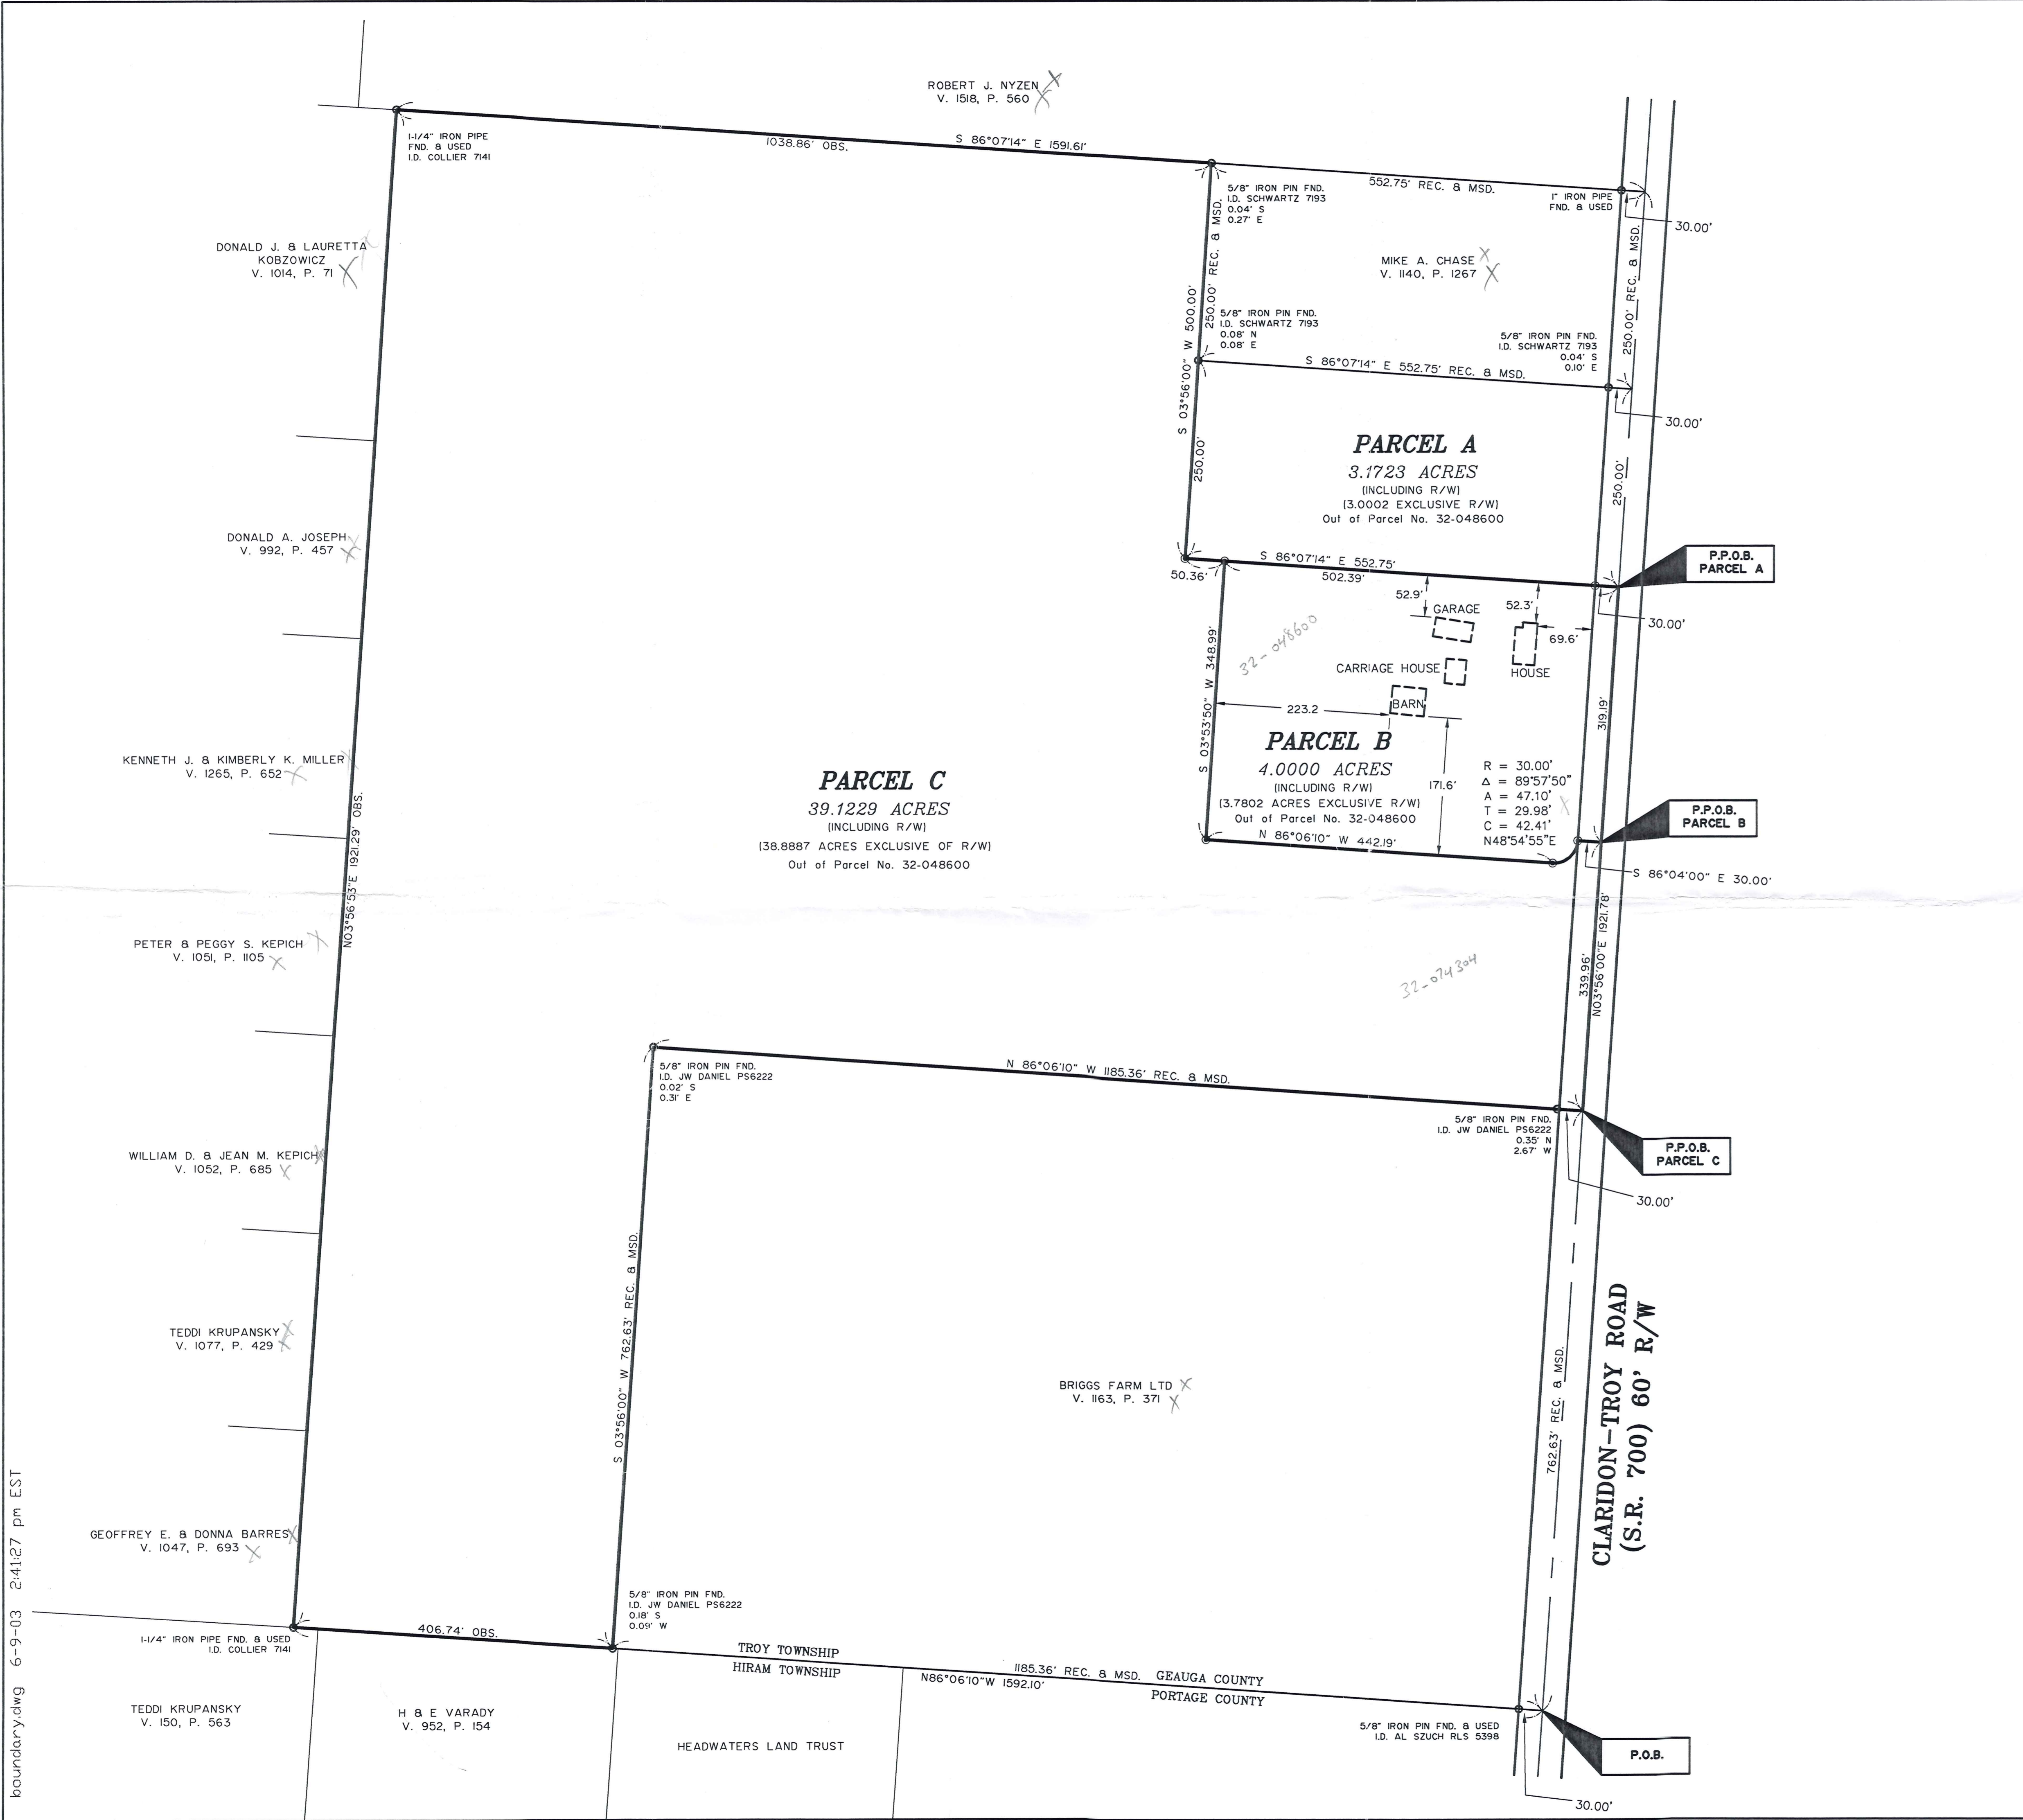 ROBERT J. NYZEN
V. 1518, P. 560
1-1/4" IRON PIPE
FND. & USED
I.D. COLLIER 7141
1038.86' OBS.
S 86°07'14" E 1591.61'
552.75' REC. & MSD.
5/8" IRON PIN FND.
I.D. SCHWARTZ 7193
0.04' S
0.27' E
1" IRON PIPE
FND. & USED
30.00'
DONALD J. & LAURETTA
KOBZOWICZ
V. 1014, P. 71
MIKE A. CHASE
V. 1140, P. 1267
S 03°56'00" W 500.00'
250.00' REC. & MSD.
250.00' REC. & MSD.
5/8" IRON PIN FND.
I.D. SCHWARTZ 7193
0.08' N
0.08' E
5/8" IRON PIN FND.
I.D. SCHWARTZ 7193
0.04' S
0.10' E
S 86°07'14" E 552.75' REC. & MSD.
30.00'
PARCEL A
3.1723 ACRES
(INCLUDING R/W)
(3.0002 EXCLUSIVE R/W)
Out of Parcel No. 32-048600
250.00'
250.00'
DONALD A. JOSEPH
V. 992, P. 457
S 86°07'14" E 552.75'
50.36'
502.39'
P.P.O.B.
PARCEL A
30.00'
52.9'
GARAGE
52.3'
69.6'
HOUSE
CARRIAGE HOUSE
BARN
223.2
32-048600
S 03°53'50" W 348.99'
319.19'
PARCEL B
4.0000 ACRES
(INCLUDING R/W)
(3.7802 ACRES EXCLUSIVE R/W)
Out of Parcel No. 32-048600
171.6'
R = 30.00'
Δ = 89°57'50"
A = 47.10'
T = 29.98'
C = 42.41'
N48°54'55"E
N 86°06'10" W 442.19'
P.P.O.B.
PARCEL B
S 86°04'00" E 30.00'
KENNETH J. & KIMBERLY K. MILLER
V. 1265, P. 652
PARCEL C
39.1229 ACRES
(INCLUDING R/W)
(38.8887 ACRES EXCLUSIVE OF R/W)
Out of Parcel No. 32-048600
N03°56'53"E 1921.29' OBS.
PETER & PEGGY S. KEPICH
V. 1051, P. 1105
32-074304
339.96'
N03°56'00"E 1921.78'
5/8" IRON PIN FND.
I.D. JW DANIEL PS6222
0.02' S
0.31' E
N 86°06'10" W 1185.36' REC. & MSD.
5/8" IRON PIN FND.
I.D. JW DANIEL PS6222
0.35' N
2.67' W
P.P.O.B.
PARCEL C
30.00'
WILLIAM D. & JEAN M. KEPICH
V. 1052, P. 685
S 03°56'00" W 762.63' REC. & MSD.
TEDDI KRUPANSKY
V. 1077, P. 429
BRIGGS FARM LTD
V. 1163, P. 371
762.63' REC. & MSD.
CLARIDON-TROY ROAD
(S.R. 700) 60' R/W
GEOFFREY E. & DONNA BARRES
V. 1047, P. 693
5/8" IRON PIN FND.
I.D. JW DANIEL PS6222
0.18' S
0.09' W
1-1/4" IRON PIPE FND. & USED
I.D. COLLIER 7141
406.74' OBS.
TROY TOWNSHIP
HIRAM TOWNSHIP
1185.36' REC. & MSD.
GEAUGA COUNTY
N86°06'10"W 1592.10'
PORTAGE COUNTY
TEDDI KRUPANSKY
V. 150, P. 563
H & E VARADY
V. 952, P. 154
HEADWATERS LAND TRUST
5/8" IRON PIN FND. & USED
I.D. AL SZUCH RLS 5398
P.O.B.
30.00'
boundary.dwg 6-9-03 2:41:27 pm EST